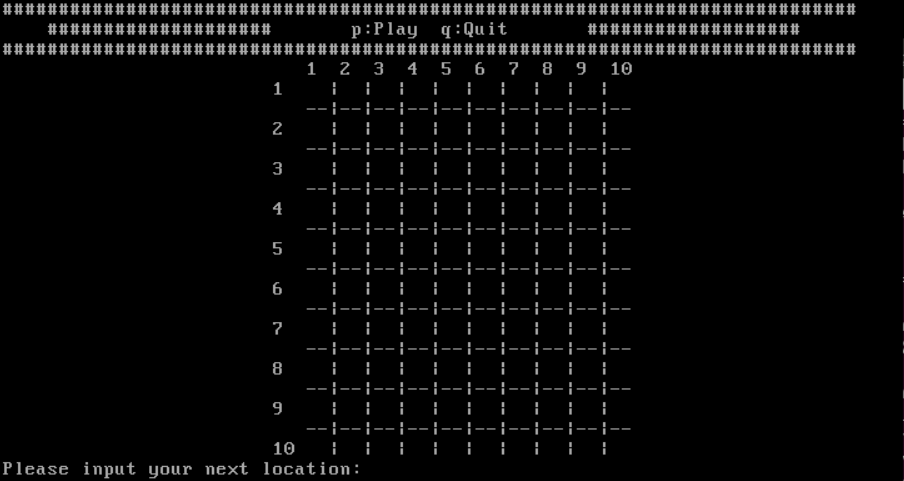 ############################################################################
####################       p:Play  q:Quit       ###################
############################################################################
1  2  3  4  5  6  7  8  9  10
1    ¦  ¦  ¦  ¦  ¦  ¦  ¦  ¦  ¦
--¦--¦--¦--¦--¦--¦--¦--¦--¦--
2    ¦  ¦  ¦  ¦  ¦  ¦  ¦  ¦  ¦
--¦--¦--¦--¦--¦--¦--¦--¦--¦--
3    ¦  ¦  ¦  ¦  ¦  ¦  ¦  ¦  ¦
--¦--¦--¦--¦--¦--¦--¦--¦--¦--
4    ¦  ¦  ¦  ¦  ¦  ¦  ¦  ¦  ¦
--¦--¦--¦--¦--¦--¦--¦--¦--¦--
5    ¦  ¦  ¦  ¦  ¦  ¦  ¦  ¦  ¦
--¦--¦--¦--¦--¦--¦--¦--¦--¦--
6    ¦  ¦  ¦  ¦  ¦  ¦  ¦  ¦  ¦
--¦--¦--¦--¦--¦--¦--¦--¦--¦--
7    ¦  ¦  ¦  ¦  ¦  ¦  ¦  ¦  ¦
--¦--¦--¦--¦--¦--¦--¦--¦--¦--
8    ¦  ¦  ¦  ¦  ¦  ¦  ¦  ¦  ¦
--¦--¦--¦--¦--¦--¦--¦--¦--¦--
9    ¦  ¦  ¦  ¦  ¦  ¦  ¦  ¦  ¦
--¦--¦--¦--¦--¦--¦--¦--¦--¦--
10   ¦  ¦  ¦  ¦  ¦  ¦  ¦  ¦  ¦
Please input your next location: